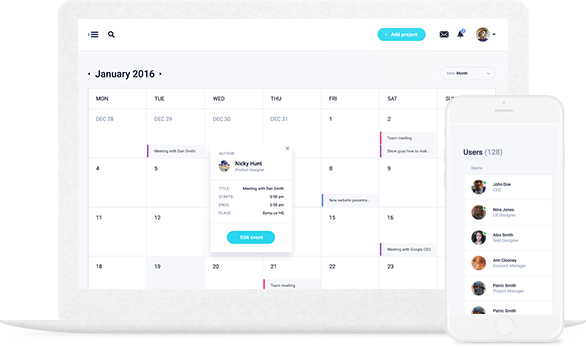 + Add project
January 2016
View Month
MON TUE WED THU FRI SAT
DEC 28 DEC 29 DEC 30 DEC 31 1 2
Team meeting
Meeting with Dan Smith
Show guys how to mak...
4 5 8 9
New website presenta...
11 12 15 16
Meeting with Google CEO
18 19 20 21 22 23
Team meeting
AUTHOR
Nicky Hunt
Product Designer
TITLE: Meeting with Dan Smith
STARTS: 3:00 pm
ENDS: 5:00 pm
PLACE: HQ
Edit event
Users (128)
Name
John Doe
CEO
Nina Jones
UX Designer
Alex Smith
Web Designer
Ann Clooney
Account Manager
Patric Smith
Project Manager
Patric Smith